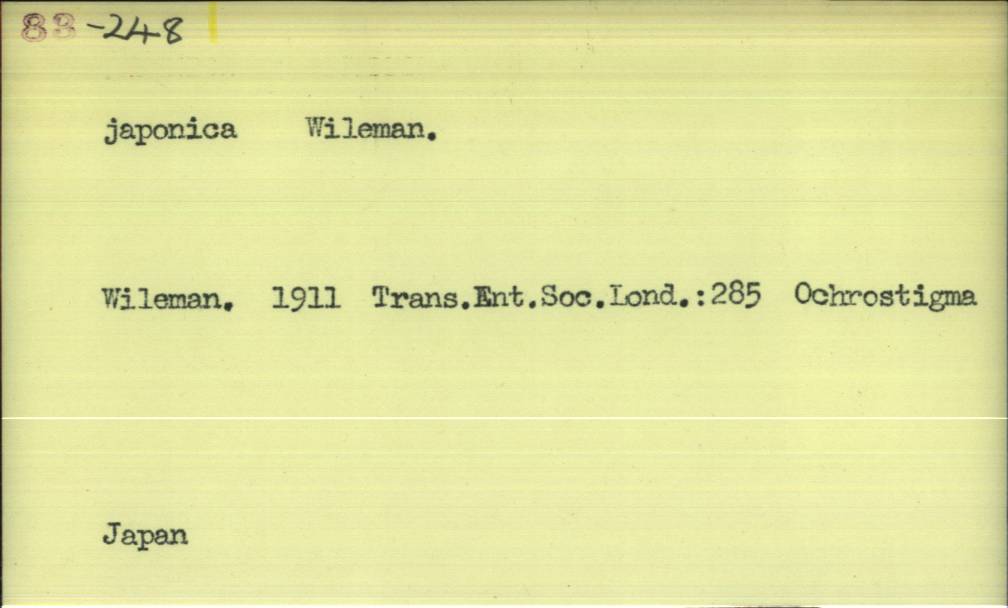 83-248
japonica Wileman.
Wileman. 1911 Trans.Ent.Soc.Lond.:285 Ochrostigma
Japan